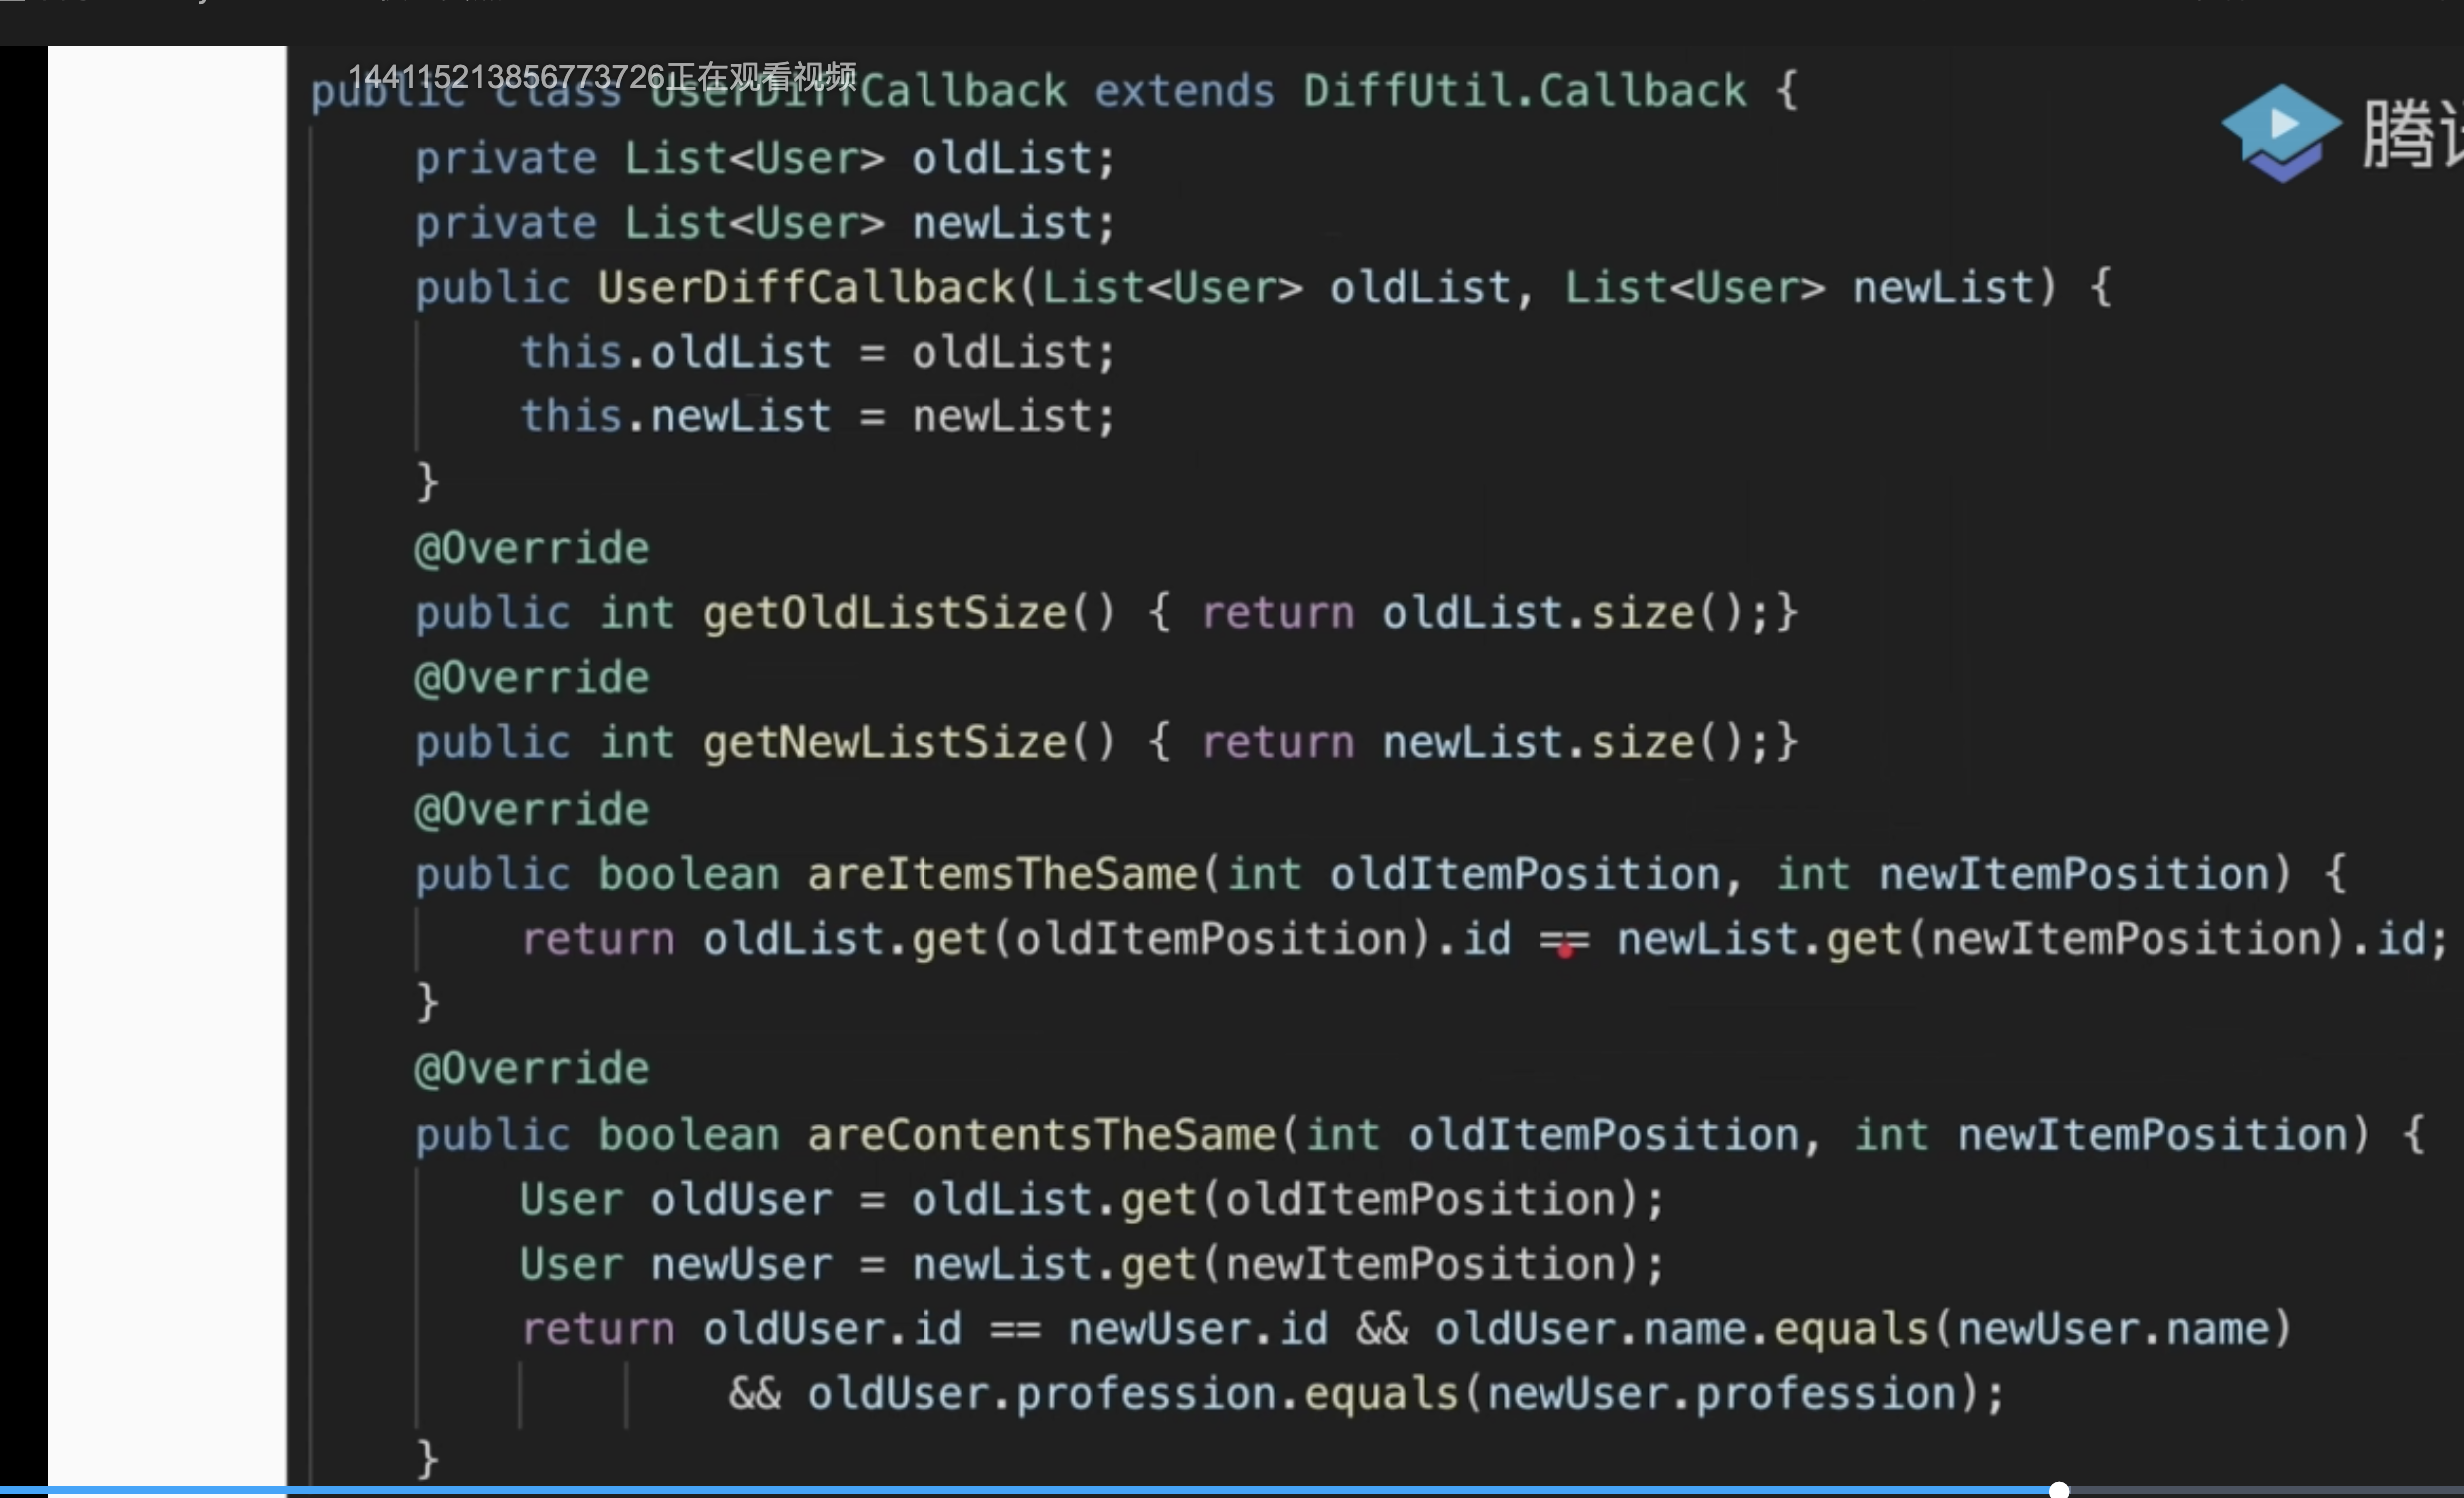 144115213856773726正在观看视频
public class UserDiffCallback extends DiffUtil.Callback {
private List<User> oldList;
private List<User> newList;
public UserDiffCallback(List<User> oldList, List<User> newList) {
this.oldList = oldList;
this.newList = newList;
}
@Override
public int getOldListSize() { return oldList.size();}
@Override
public int getNewListSize() { return newList.size();}
@Override
public boolean areItemsTheSame(int oldItemPosition, int newItemPosition) {
return oldList.get(oldItemPosition).id == newList.get(newItemPosition).id;
}
@Override
public boolean areContentsTheSame(int oldItemPosition, int newItemPosition) {
User oldUser = oldList.get(oldItemPosition);
User newUser = newList.get(newItemPosition);
return oldUser.id == newUser.id && oldUser.name.equals(newUser.name)
&& oldUser.profession.equals(newUser.profession);
}
腾